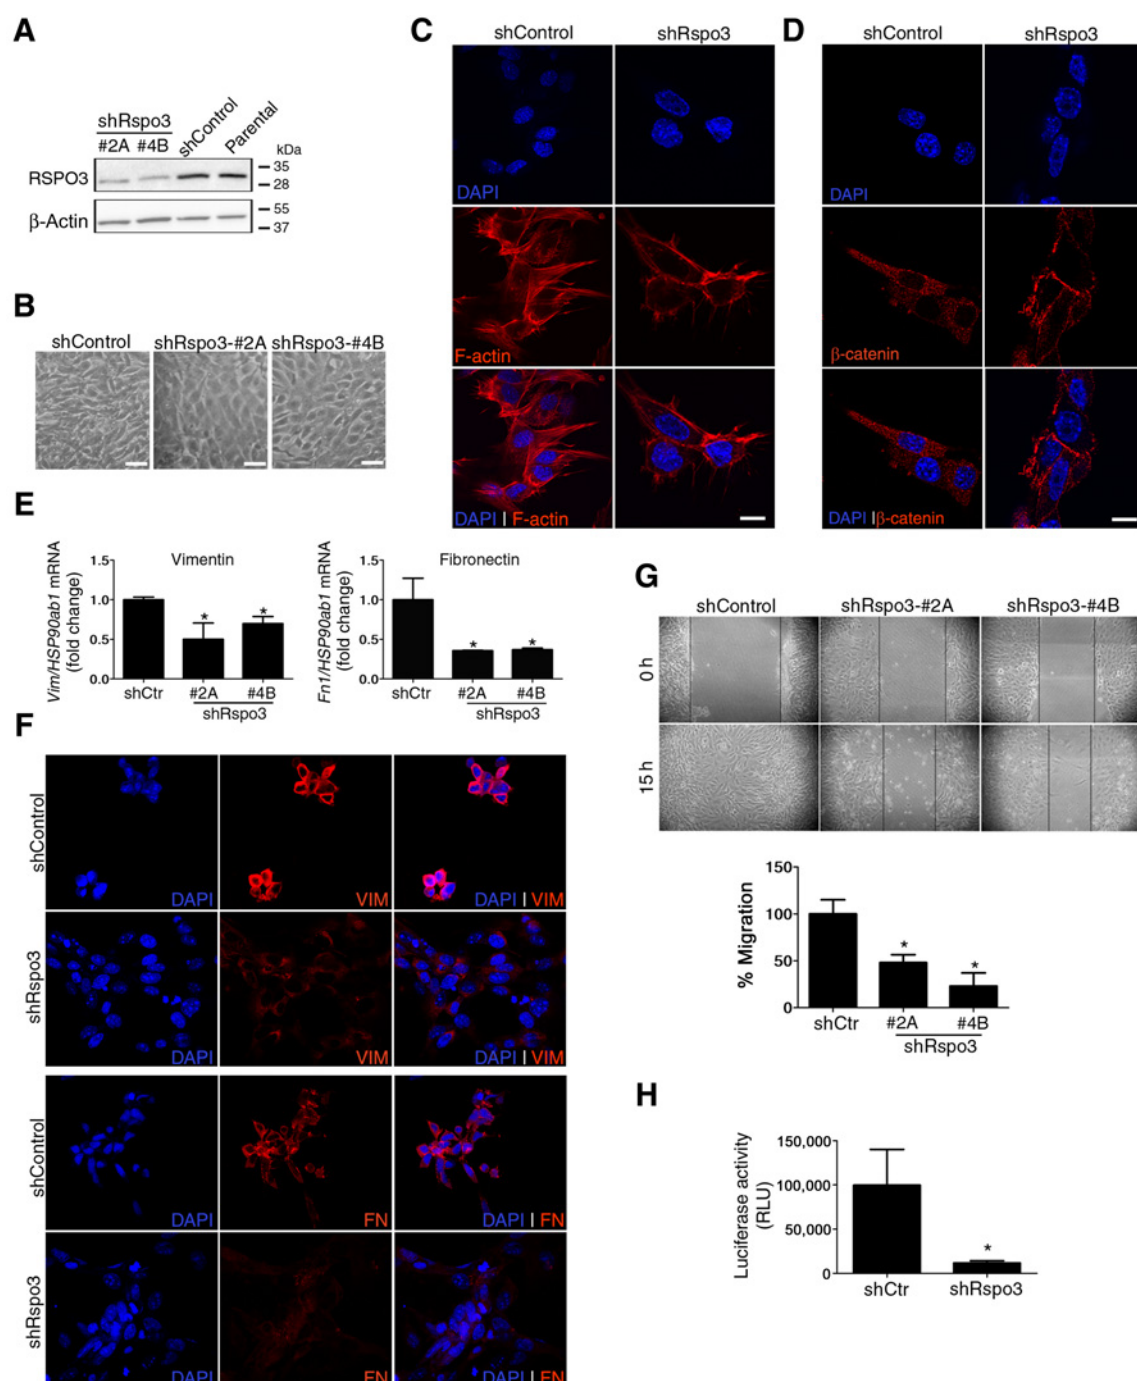 A
shRspo3
#2A #4B shControl Parental kDa
RSPO3
35
28
β-Actin
55
37
B
shControl shRspo3-#2A shRspo3-#4B
C
shControl shRspo3
DAPI
F-actin
DAPI | F-actin
D
shControl shRspo3
DAPI
β-catenin
DAPI | β-catenin
E
Vimentin
Vim/HSP90ab1 mRNA
(fold change)
1.5
1.0
0.5
0
* *
shCtr #2A #4B
shRspo3
Fibronectin
Fn1/HSP90ab1 mRNA
(fold change)
1.5
1.0
0.5
0
* *
shCtr #2A #4B
shRspo3
F
shControl
DAPI VIM DAPI | VIM
shRspo3
DAPI VIM DAPI | VIM
shControl
DAPI FN DAPI | FN
shRspo3
DAPI FN DAPI | FN
G
shControl shRspo3-#2A shRspo3-#4B
0 h
15 h
% Migration
150
100
50
0
* *
shCtr #2A #4B
shRspo3
H
Luciferase activity
(RLU)
150,000
100,000
50,000
0
*
shCtr shRspo3